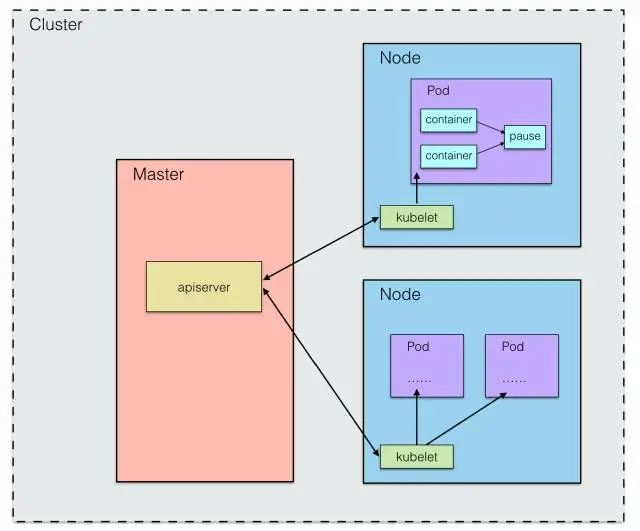 Cluster
Master
apiserver
Node
Pod
container
container
pause
kubelet
Node
Pod
......
Pod
......
kubelet